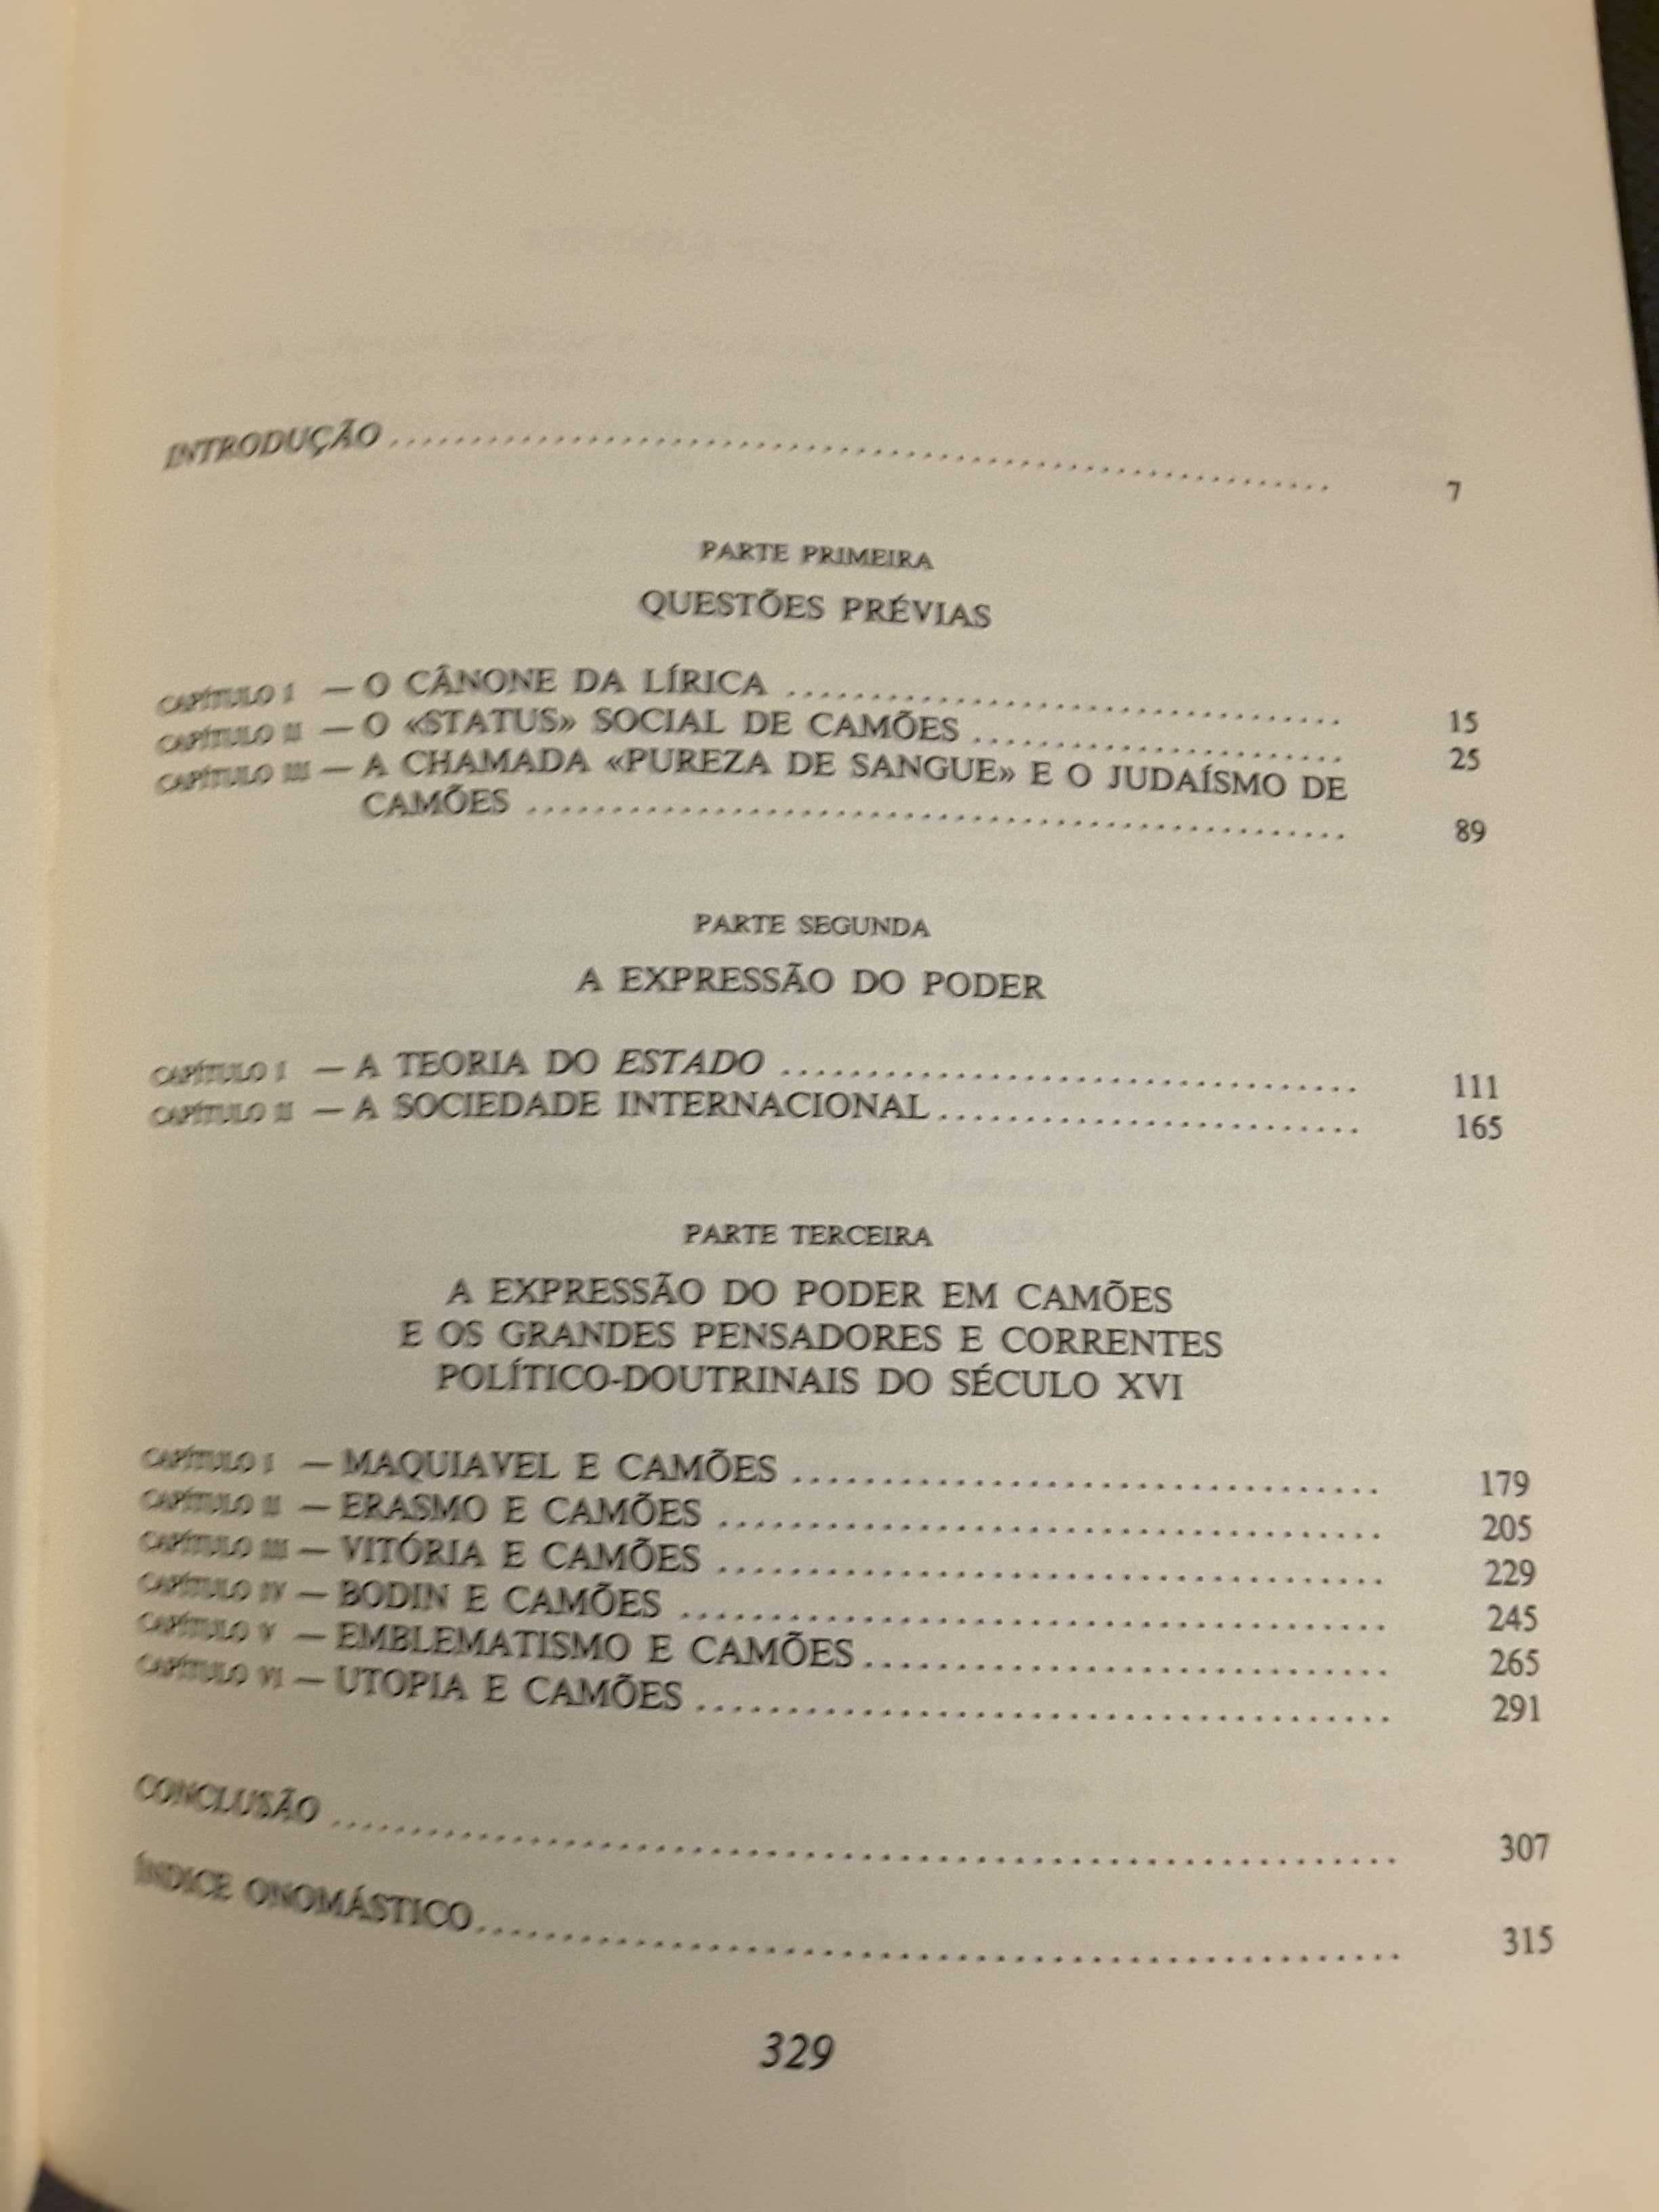 INTRODUÇÃO ........................................ 7
PARTE PRIMEIRA
QUESTÕES PRÉVIAS
CAPÍTULO I — O CÂNONE DA LÍRICA ........................................ 15
CAPÍTULO II — O «STATUS» SOCIAL DE CAMÕES ........................................ 25
CAPÍTULO III — A CHAMADA «PUREZA DE SANGUE» E O JUDAÍSMO DE
CAMÕES ........................................ 89
PARTE SEGUNDA
A EXPRESSÃO DO PODER
CAPÍTULO I — A TEORIA DO ESTADO ........................................ 111
CAPÍTULO II — A SOCIEDADE INTERNACIONAL ........................................ 165
PARTE TERCEIRA
A EXPRESSÃO DO PODER EM CAMÕES
E OS GRANDES PENSADORES E CORRENTES
POLÍTICO-DOUTRINAIS DO SÉCULO XVI
CAPÍTULO I — MAQUIAVEL E CAMÕES ........................................ 179
CAPÍTULO II — ERASMO E CAMÕES ........................................ 205
CAPÍTULO III — VITÓRIA E CAMÕES ........................................ 229
CAPÍTULO IV — BODIN E CAMÕES ........................................ 245
CAPÍTULO V — EMBLEMATISMO E CAMÕES ........................................ 265
CAPÍTULO VI — UTOPIA E CAMÕES ........................................ 291
CONCLUSÃO ........................................ 307
ÍNDICE ONOMÁSTICO ........................................ 315
329